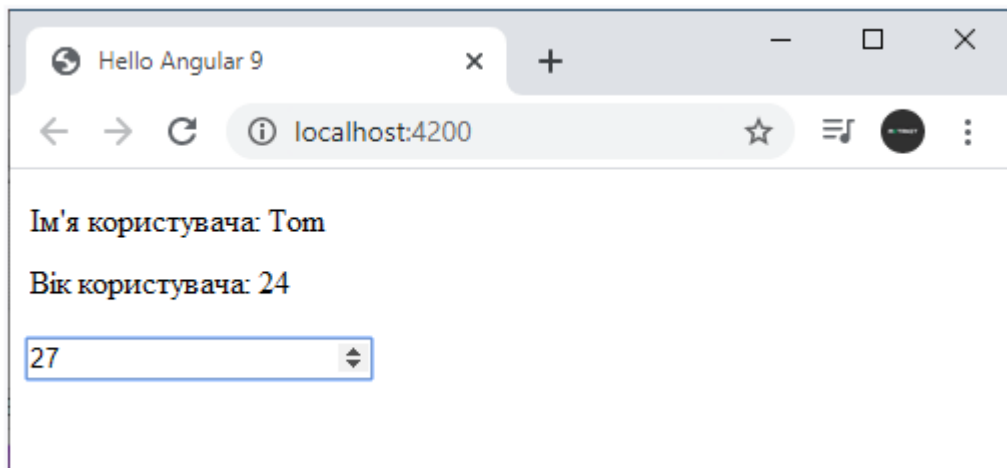 Hello Angular 9
localhost:4200
Ім'я користувача: Tom
Вік користувача: 24
27